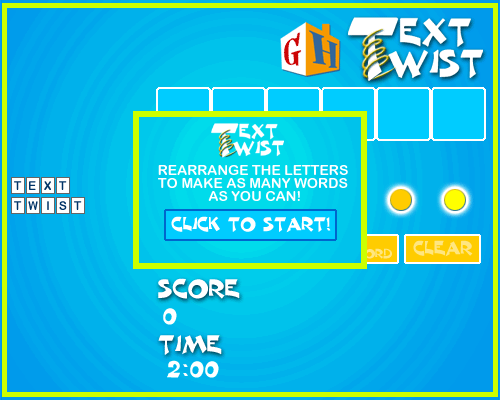 G H
TEXT
TWIST
TEXT
TWIST
REARRANGE THE LETTERS
TO MAKE AS MANY WORDS
AS YOU CAN!
CLICK TO START!
TEXT
TWIST
ORD
CLEAR
SCORE
0
TIME
2:00